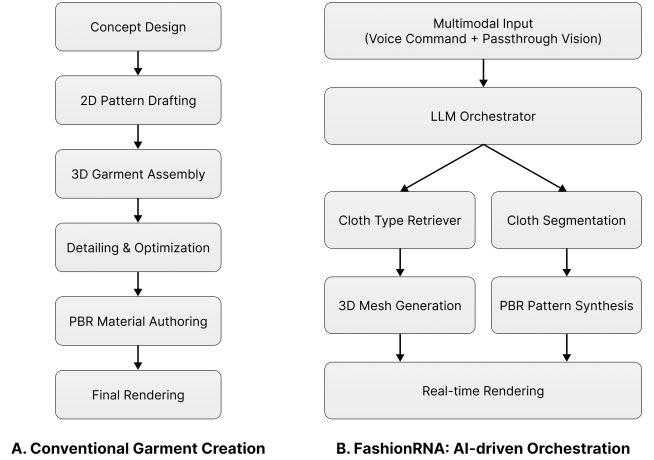 Concept Design
2D Pattern Drafting
3D Garment Assembly
Detailing & Optimization
PBR Material Authoring
Final Rendering
A. Conventional Garment Creation
Multimodal Input
(Voice Command + Passthrough Vision)
LLM Orchestrator
Cloth Type Retriever
Cloth Segmentation
3D Mesh Generation
PBR Pattern Synthesis
Real-time Rendering
B. FashionRNA: AI-driven Orchestration